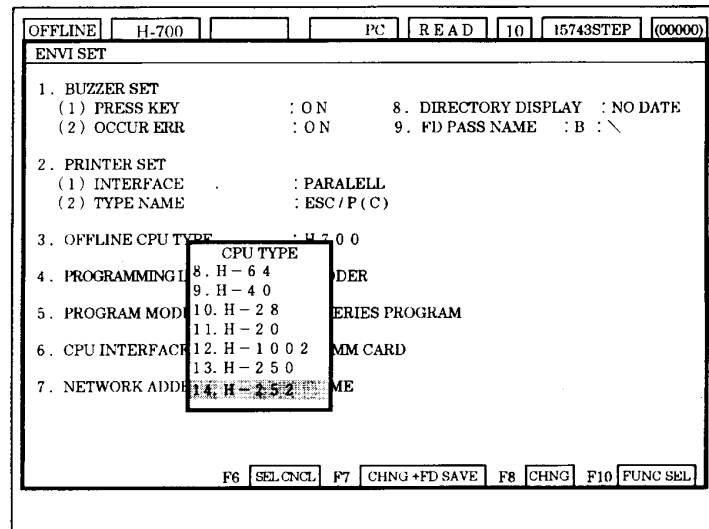 OFFLINE H-700 PC READ 10 15743STEP (00000)
ENVI SET
1. BUZZER SET
(1) PRESS KEY : ON 8. DIRECTORY DISPLAY : NO DATE
(2) OCCUR ERR : ON 9. FD PASS NAME : B : \
2. PRINTER SET
(1) INTERFACE : PARALELL
(2) TYPE NAME : ESC/P(C)
3. OFFLINE CPU TYPE : H-700
CPU TYPE
8. H-64
4. PROGRAMMING L DER
9. H-40
10. H-28
5. PROGRAM MOD ERIES PROGRAM
11. H-20
6. CPU INTERFAC 12. H-1002 MM CARD
13. H-250
7. NETWORK ADD 14. H-252 ME
F6 SEL CNCL F7 CHNG+FD SAVE F8 CHNG F10 FUNC SEL